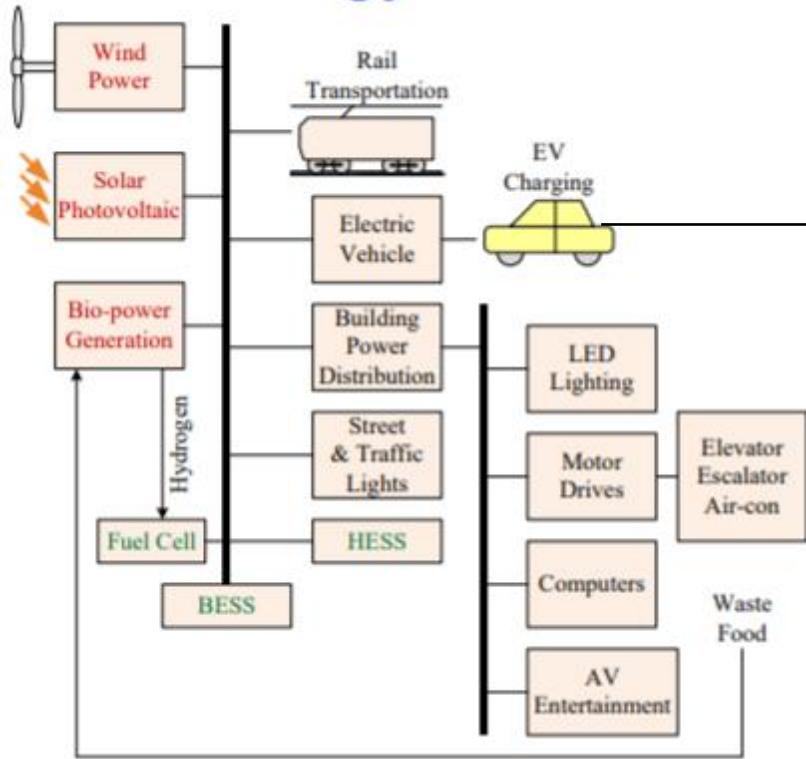 Wind
Power
Rail
Transportation
Solar
Photovoltaic
EV
Charging
Electric
Vehicle
Bio-power
Generation
Building
Power
Distribution
LED
Lighting
Hydrogen
Street
& Traffic
Lights
Motor
Drives
Elevator
Escalator
Air-con
Fuel Cell
HESS
BESS
Computers
Waste
Food
AV
Entertainment